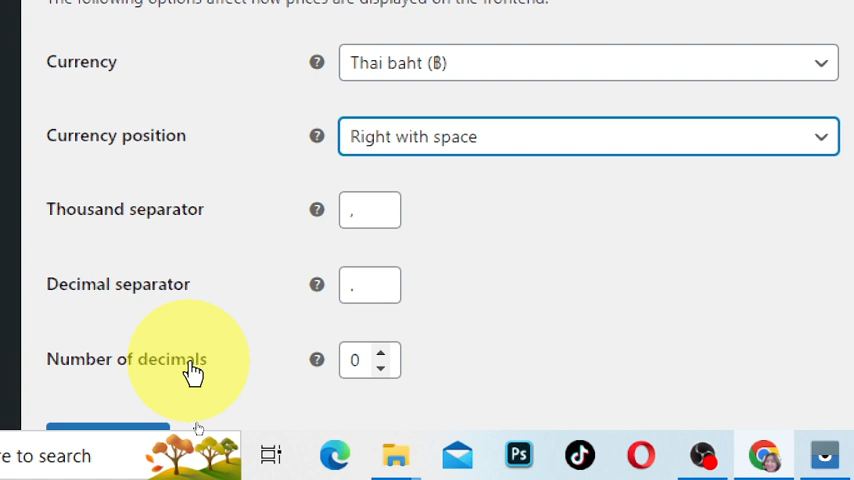 The following options affect how prices are displayed on the frontend.
Currency
Thai baht (฿)
Currency position
Right with space
Thousand separator
,
Decimal separator
.
Number of decimals
0
re to search
Ps